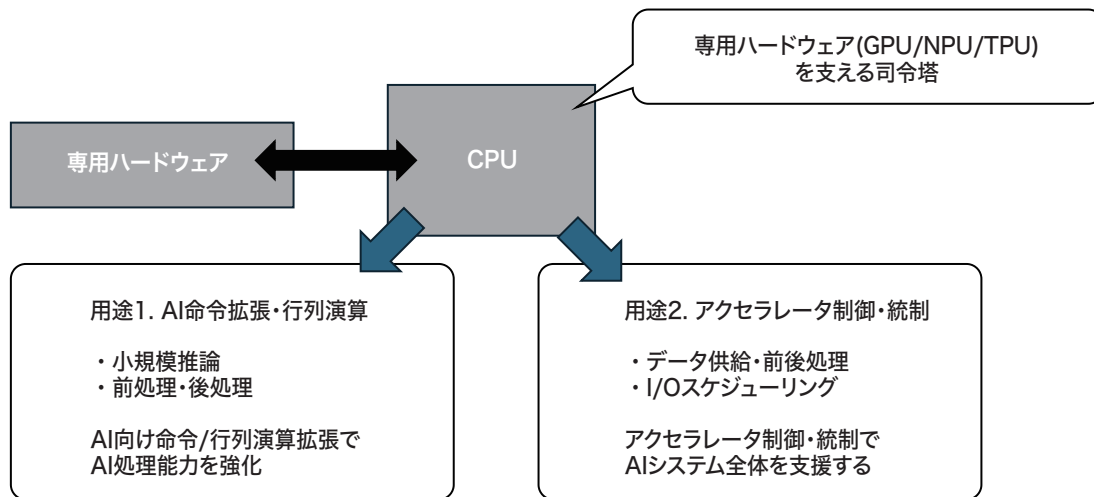 専用ハードウェア(GPU/NPU/TPU)
を支える司令塔
専用ハードウェア
CPU
用途1. AI命令拡張・行列演算
・小規模推論
・前処理・後処理
AI向け命令/行列演算拡張で
AI処理能力を強化
用途2. アクセラレータ制御・統制
・データ供給・前後処理
・I/Oスケジューリング
アクセラレータ制御・統制で
AIシステム全体を支援する